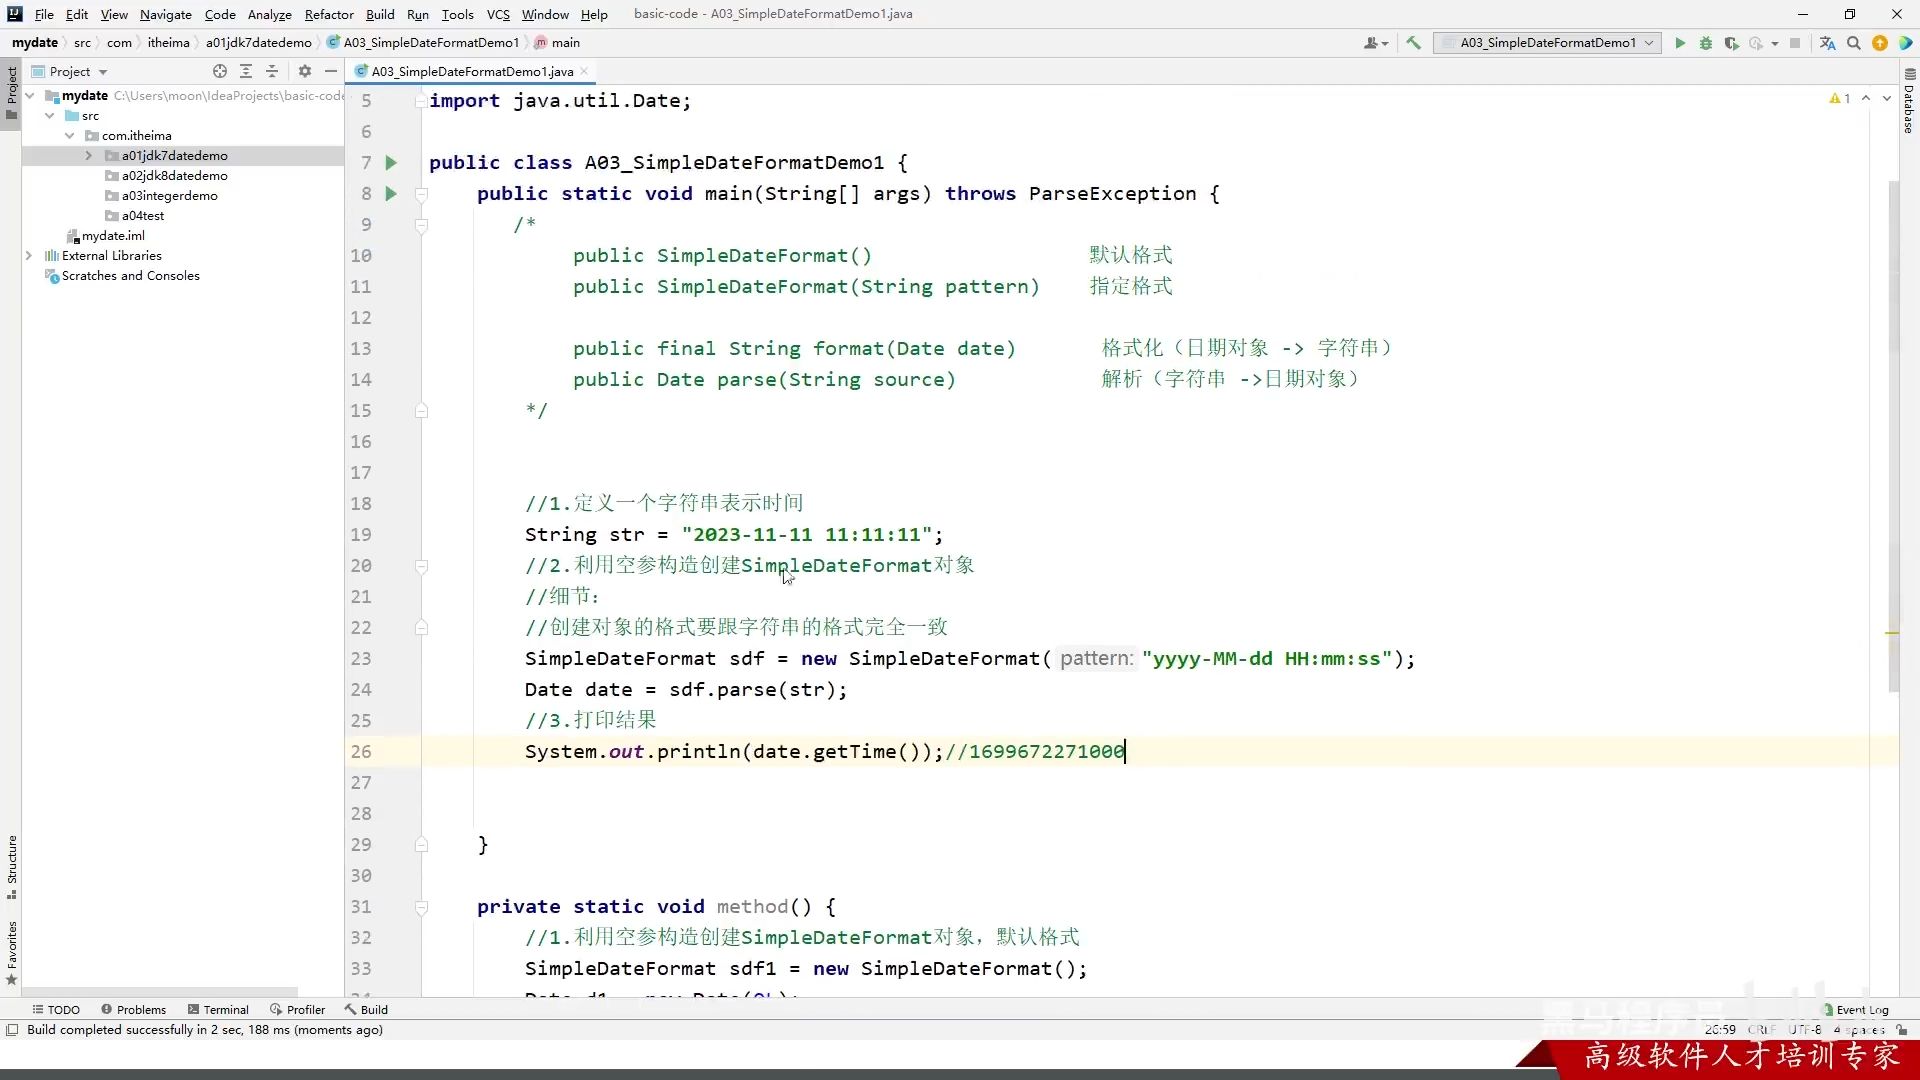 File Edit View Navigate Code Analyze Refactor Build Run Tools VCS Window Help basic-code - A03_SimpleDateFormatDemo1.java
mydate src com itheima a01jdk7datedemo A03_SimpleDateFormatDemo1 main A03_SimpleDateFormatDemo1
Project A03_SimpleDateFormatDemo1.java
Project
mydate C:\Users\moon\IdeaProjects\basic-code
src
com.itheima
a01jdk7datedemo
a02jdk8datedemo
a03integerdemo
a04test
mydate.iml
External Libraries
Scratches and Consoles
Structure
Favorites
Database
1
5 import java.util.Date;
6
7 public class A03_SimpleDateFormatDemo1 {
8 public static void main(String[] args) throws ParseException {
9 /*
10 public SimpleDateFormat() 默认格式
11 public SimpleDateFormat(String pattern) 指定格式
12
13 public final String format(Date date) 格式化（日期对象 -> 字符串）
14 public Date parse(String source) 解析（字符串 ->日期对象）
15 */
16
17
18 //1.定义一个字符串表示时间
19 String str = "2023-11-11 11:11:11";
20 //2.利用空参构造创建SimpleDateFormat对象
21 //细节：
22 //创建对象的格式要跟字符串的格式完全一致
23 SimpleDateFormat sdf = new SimpleDateFormat( pattern: "yyyy-MM-dd HH:mm:ss");
24 Date date = sdf.parse(str);
25 //3.打印结果
26 System.out.println(date.getTime());//1699672271000
27
28
29 }
30
31 private static void method() {
32 //1.利用空参构造创建SimpleDateFormat对象，默认格式
33 SimpleDateFormat sdf1 = new SimpleDateFormat();
TODO Problems Terminal Profiler Build Event Log
Build completed successfully in 2 sec, 188 ms (moments ago) 26:59 CRLF UTF-8 4 spaces
高级软件人才培训专家